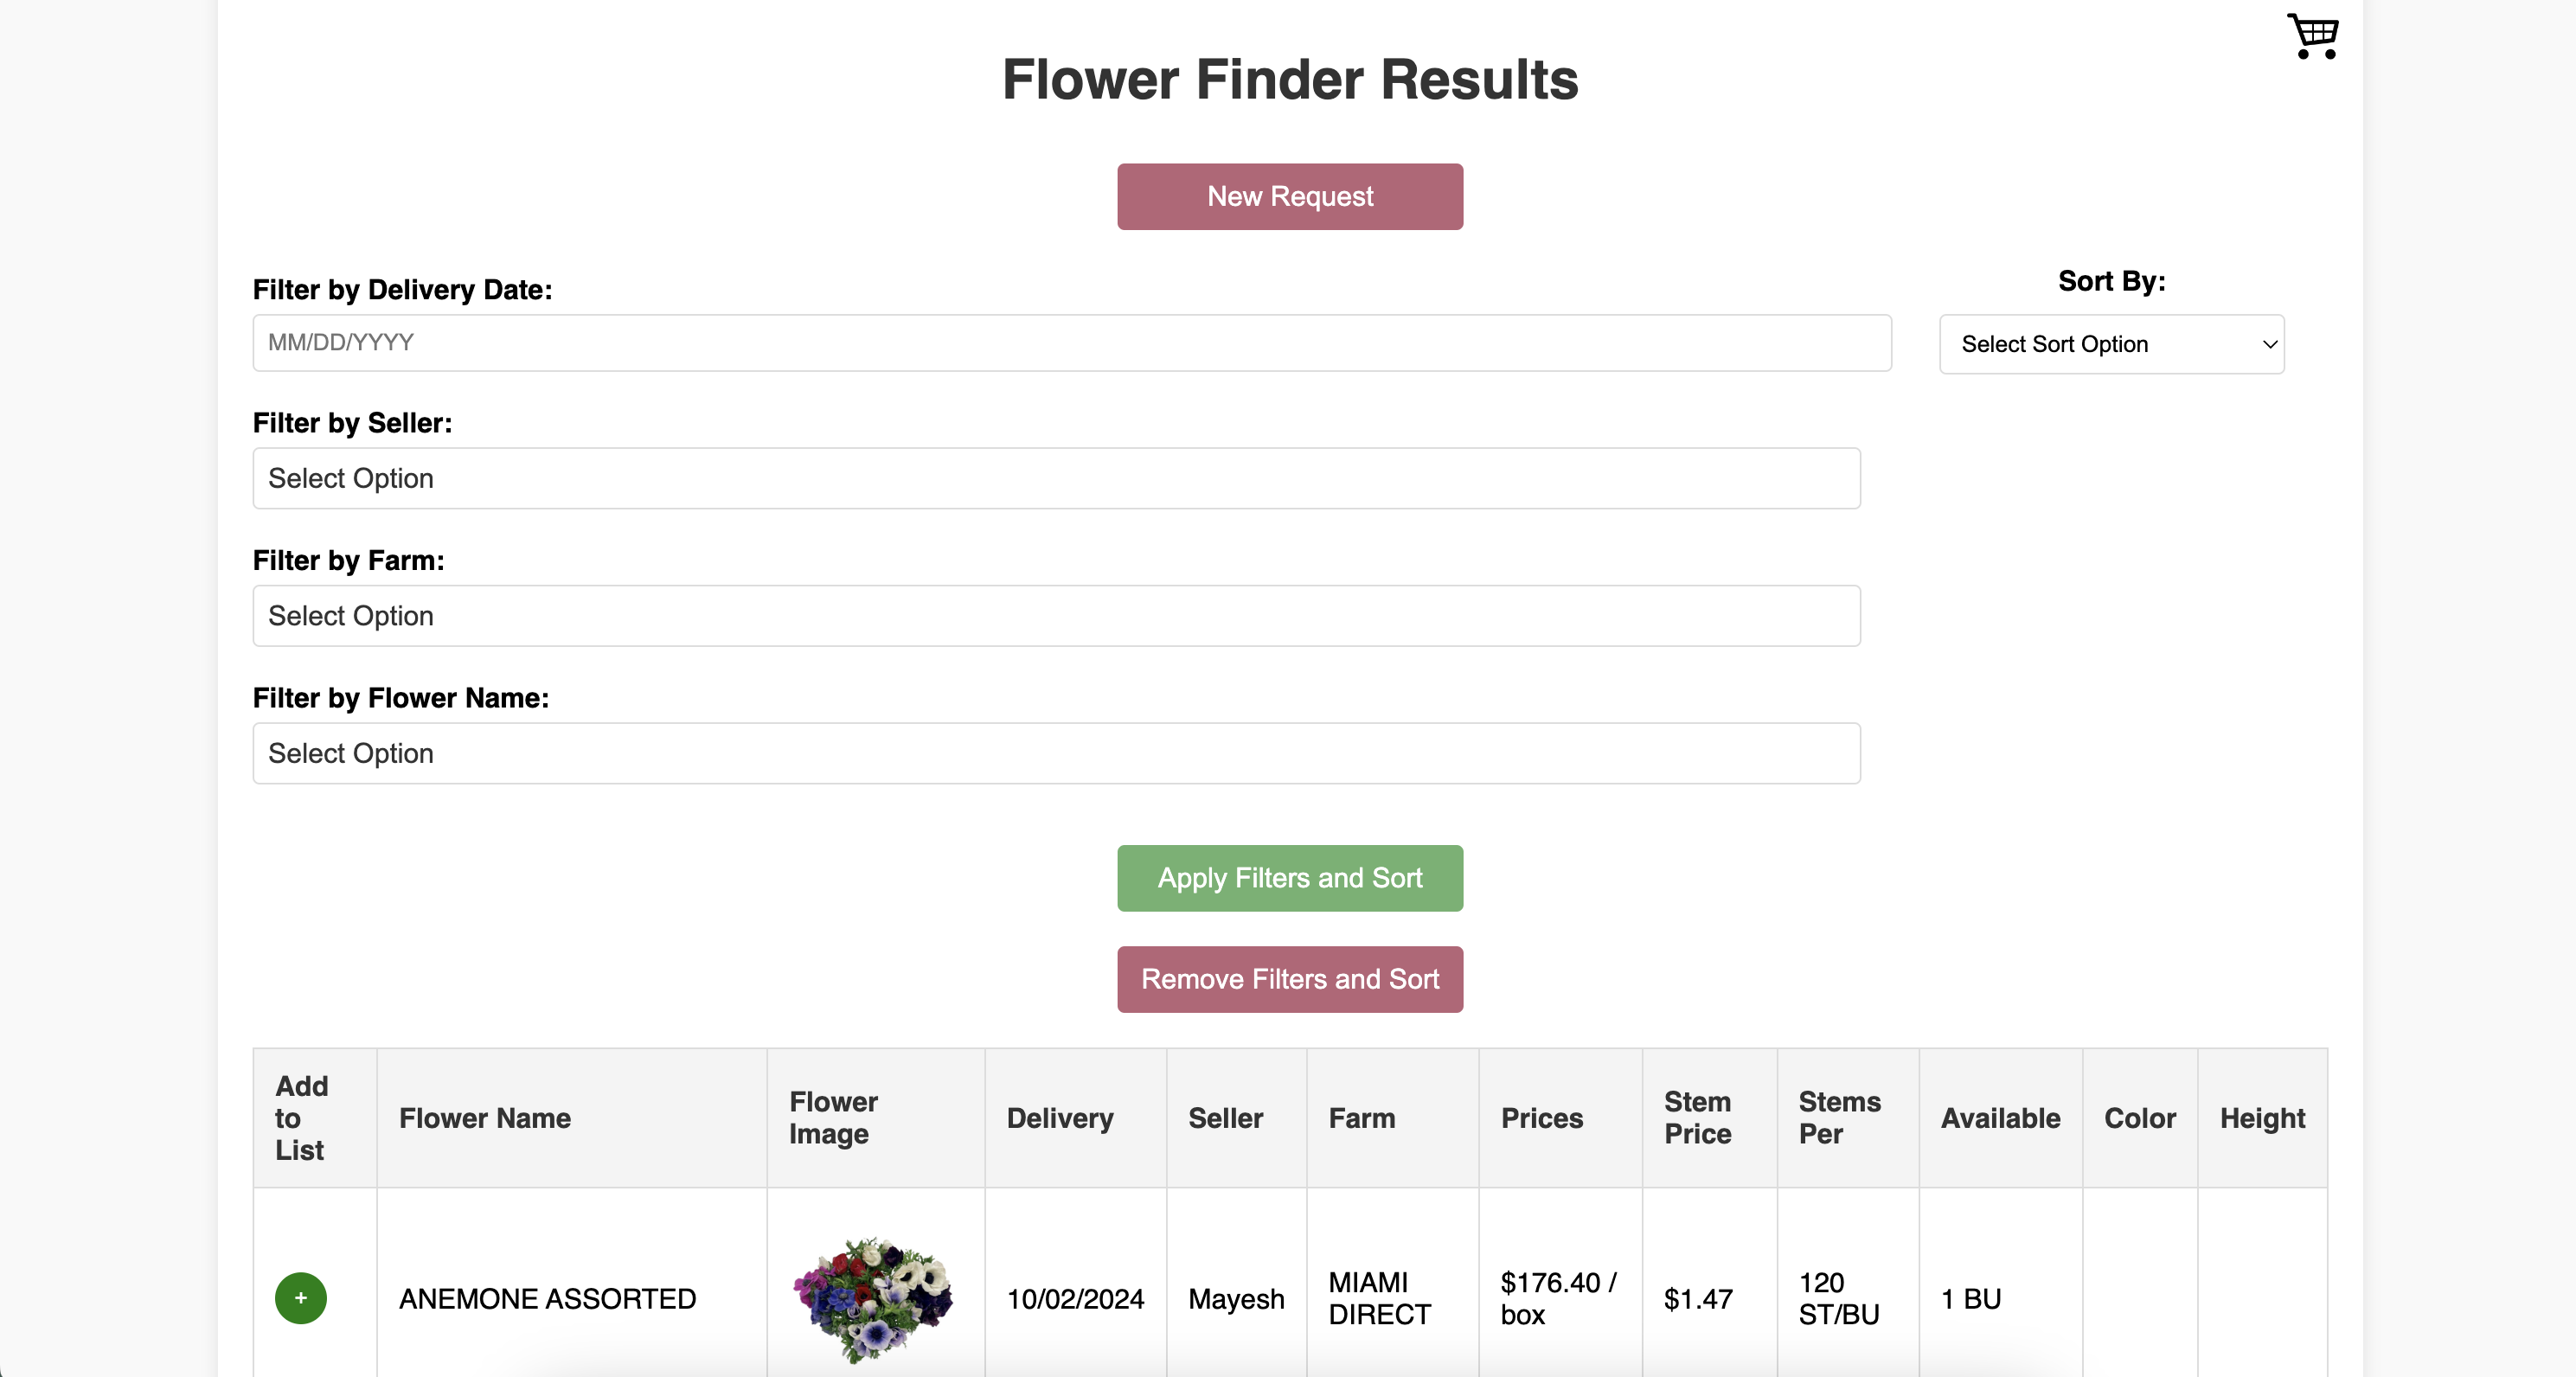 Flower Finder Results
New Request
Filter by Delivery Date:
Sort By:
MM/DD/YYYY
Select Sort Option
Filter by Seller:
Select Option
Filter by Farm:
Select Option
Filter by Flower Name:
Select Option
Apply Filters and Sort
Remove Filters and Sort
Add
to
List
Flower Name
Flower
Image
Delivery
Seller
Farm
Prices
Stem
Price
Stems
Per
Available
Color
Height
+
ANEMONE ASSORTED
10/02/2024
Mayesh
MIAMI
DIRECT
$176.40 /
box
$1.47
120
ST/BU
1 BU